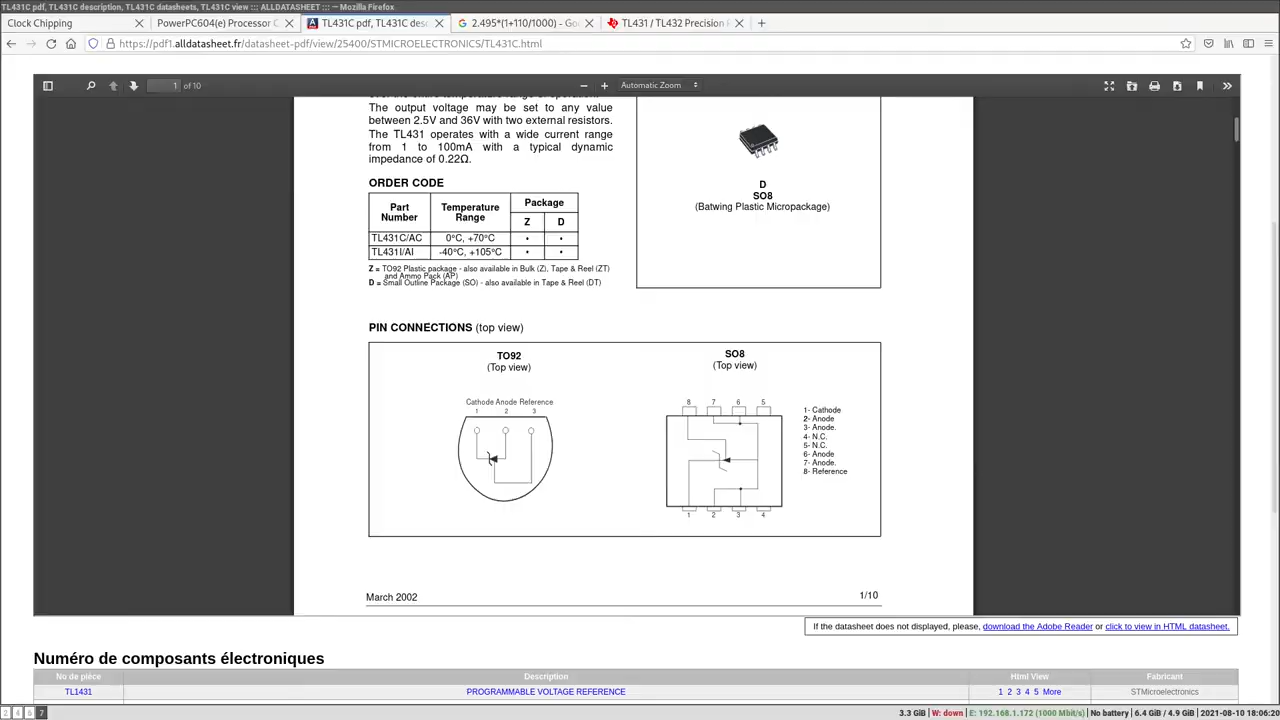 TL431C pdf, TL431C description, TL431C datasheets, TL431C view ::: ALLDATASHEET ::: — Mozilla Firefox
Clock Chipping
PowerPC604(e) Processor C
TL431C pdf, TL431C desc
2.495*(1+110/1000) - Goo
TL431 / TL432 Precision P
https://pdf1.alldatasheet.fr/datasheet-pdf/view/25400/STMICROELECTRONICS/TL431C.html
1 of 10
Automatic Zoom
The output voltage may be set to any value
between 2.5V and 36V with two external resistors.
The TL431 operates with a wide current range
from 1 to 100mA with a typical dynamic
impedance of 0.22Ω.
D
SO8
(Batwing Plastic Micropackage)
ORDER CODE
Part Number Temperature Range Package
Z D
TL431C/AC 0°C, +70°C • •
TL431I/AI -40°C, +105°C • •
Z = TO92 Plastic package - also available in Bulk (Z), Tape & Reel (ZT)
and Ammo Pack (AP)
D = Small Outline Package (SO) - also available in Tape & Reel (DT)
PIN CONNECTIONS (top view)
TO92
(Top view)
Cathode Anode Reference
1 2 3
SO8
(Top view)
8 7 6 5
1 2 3 4
1- Cathode
2- Anode
3- Anode.
4- N.C.
5- N.C.
6- Anode
7- Anode.
8- Reference
March 2002
1/10
If the datasheet does not displayed, please, download the Adobe Reader or click to view in HTML datasheet.
Numéro de composants électroniques
No de pièce Description Html View Fabricant
TL1431 PROGRAMMABLE VOLTAGE REFERENCE 1 2 3 4 5 More STMicroelectronics
2 4 6 7
3.3 GiB | W: down | E: 192.168.1.172 (1000 Mbit/s) | No battery | 6.4 GiB / 4.9 GiB | 2021-08-10 18:06:20